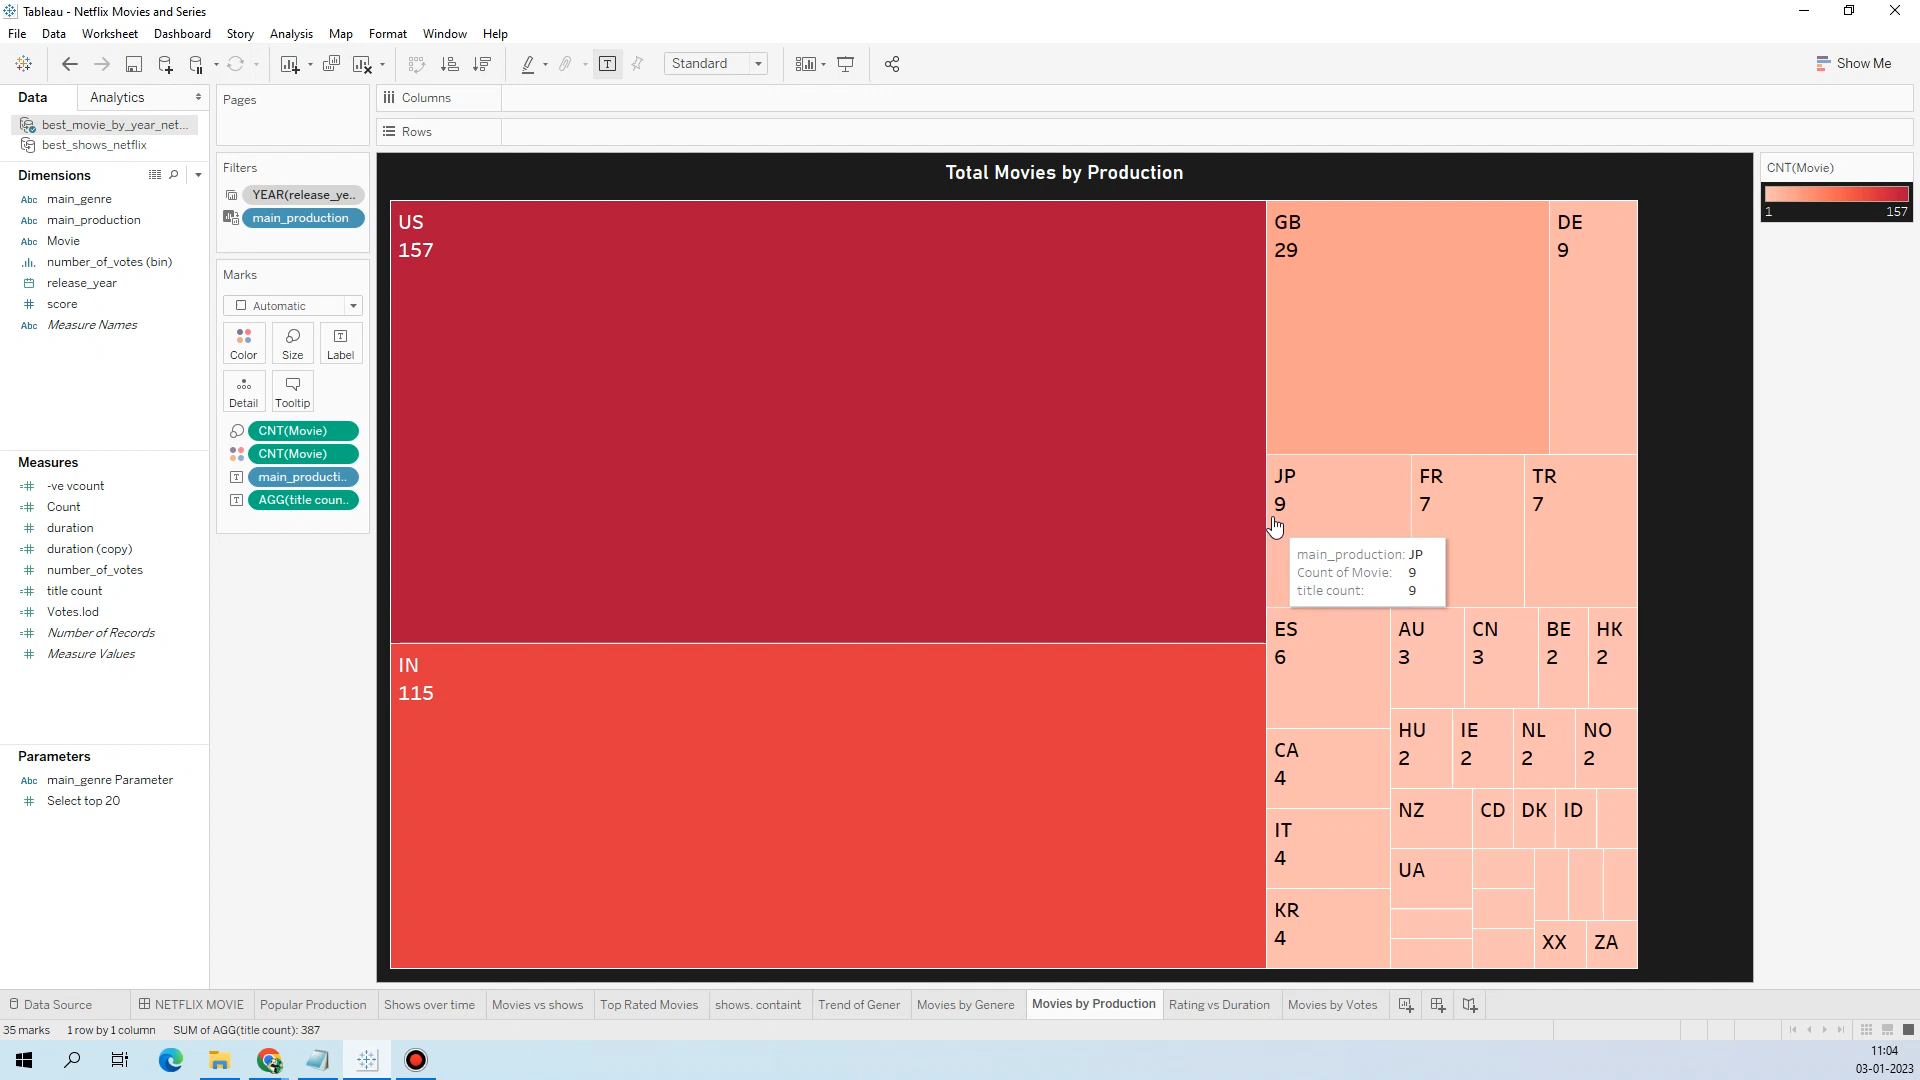 Tableau - Netflix Movies and Series
File Data Worksheet Dashboard Story Analysis Map Format Window Help
Standard
Show Me
Data
Analytics
best_movie_by_year_net...
best_shows_netflix
Dimensions
Abc main_genre
Abc main_production
Abc Movie
number_of_votes (bin)
release_year
score
Abc Measure Names
Measures
-ve vcount
Count
duration
duration (copy)
number_of_votes
title count
Votes.lod
Number of Records
Measure Values
Parameters
Abc main_genre Parameter
Select top 20
Pages
Filters
YEAR(release_ye..
main_production
Marks
Automatic
Color
Size
Label
Detail
Tooltip
CNT(Movie)
CNT(Movie)
main_producti..
AGG(title coun..
Columns
Rows
Total Movies by Production
US
157
IN
115
GB
29
DE
9
JP
9
FR
7
TR
7
main_production: JP
Count of Movie: 9
title count: 9
ES
6
AU
3
CN
3
BE
2
HK
2
CA
4
HU
2
IE
2
NL
2
NO
2
IT
4
NZ
CD
DK
ID
UA
KR
4
XX
ZA
CNT(Movie)
1 157
Data Source
NETFLIX MOVIE
Popular Production
Shows over time
Movies vs shows
Top Rated Movies
shows. containt
Trend of Gener
Movies by Genere
Movies by Production
Rating vs Duration
Movies by Votes
35 marks 1 row by 1 column SUM of AGG(title count): 387
11:04
03-01-2023